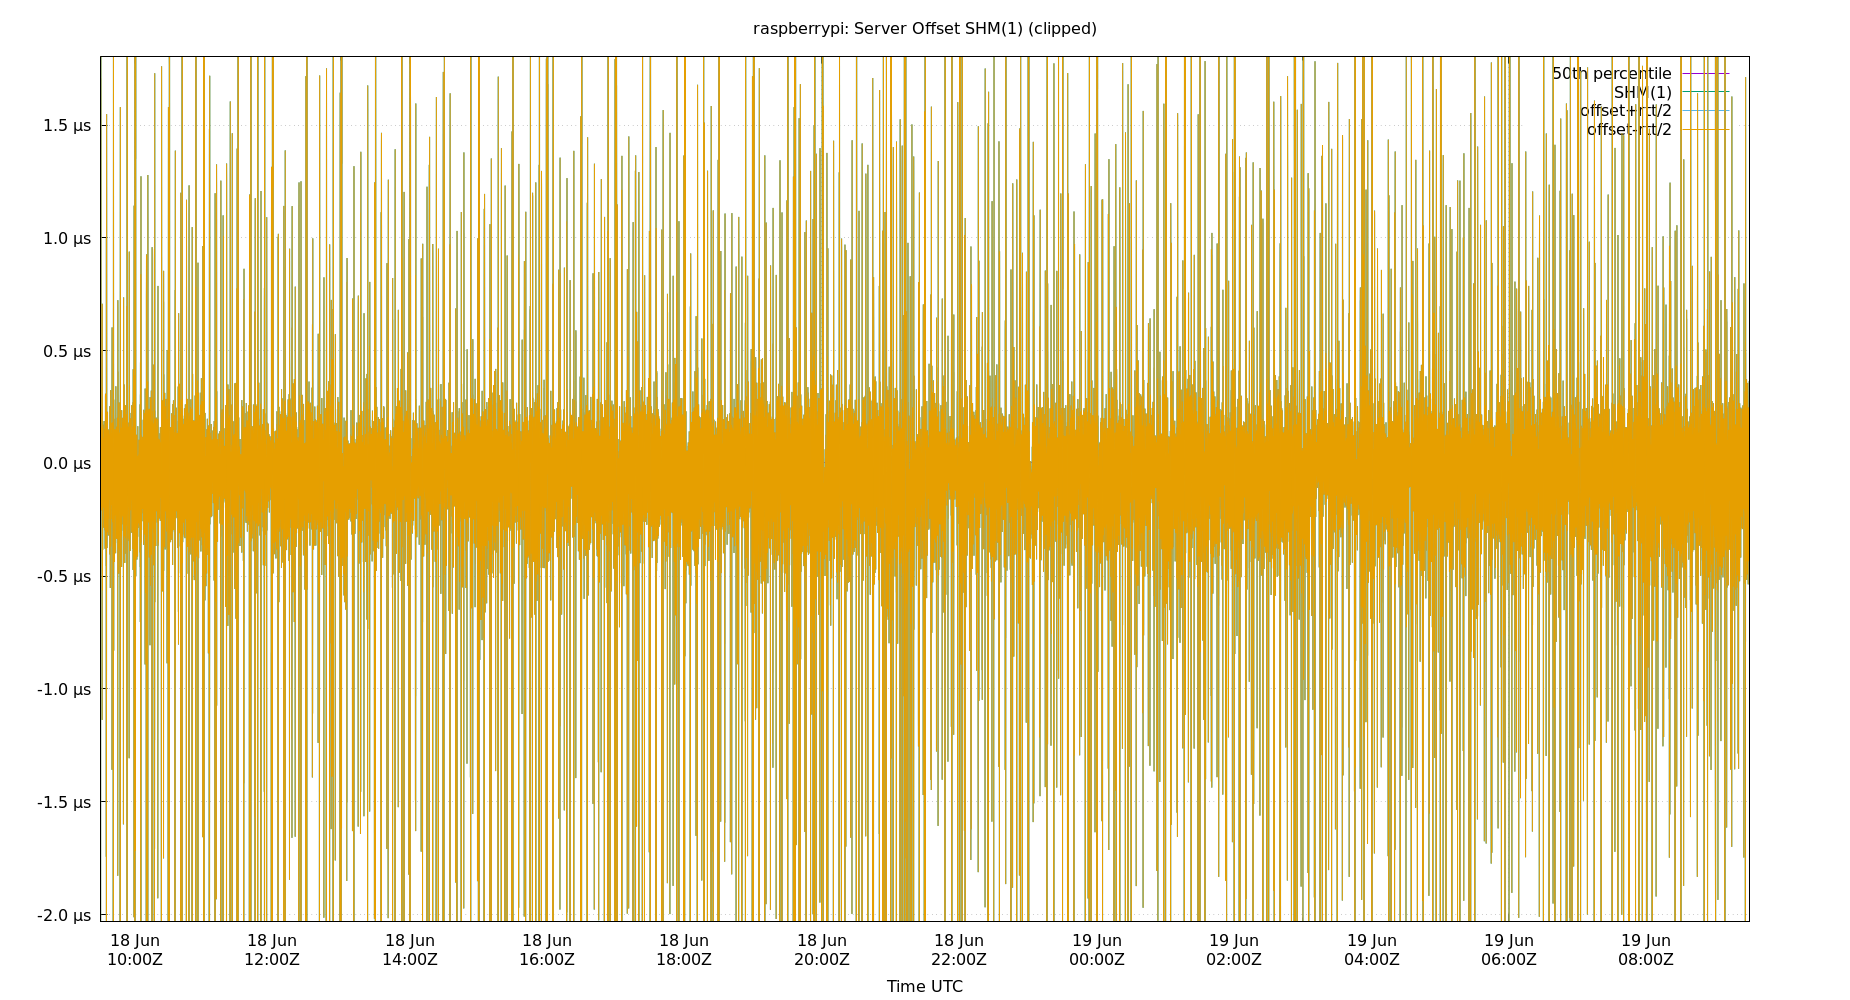 raspberrypi: Server Offset SHM(1) (clipped)
50th percentile
SHM(1)
offset+rtt/2
offset-rtt/2
1.5 µs
1.0 µs
0.5 µs
0.0 µs
-0.5 µs
-1.0 µs
-1.5 µs
-2.0 µs
18 Jun 18 Jun 18 Jun 18 Jun 18 Jun 18 Jun 18 Jun 19 Jun 19 Jun 19 Jun 19 Jun 19 Jun
10:00Z 12:00Z 14:00Z 16:00Z 18:00Z 20:00Z 22:00Z 00:00Z 02:00Z 04:00Z 06:00Z 08:00Z
Time UTC